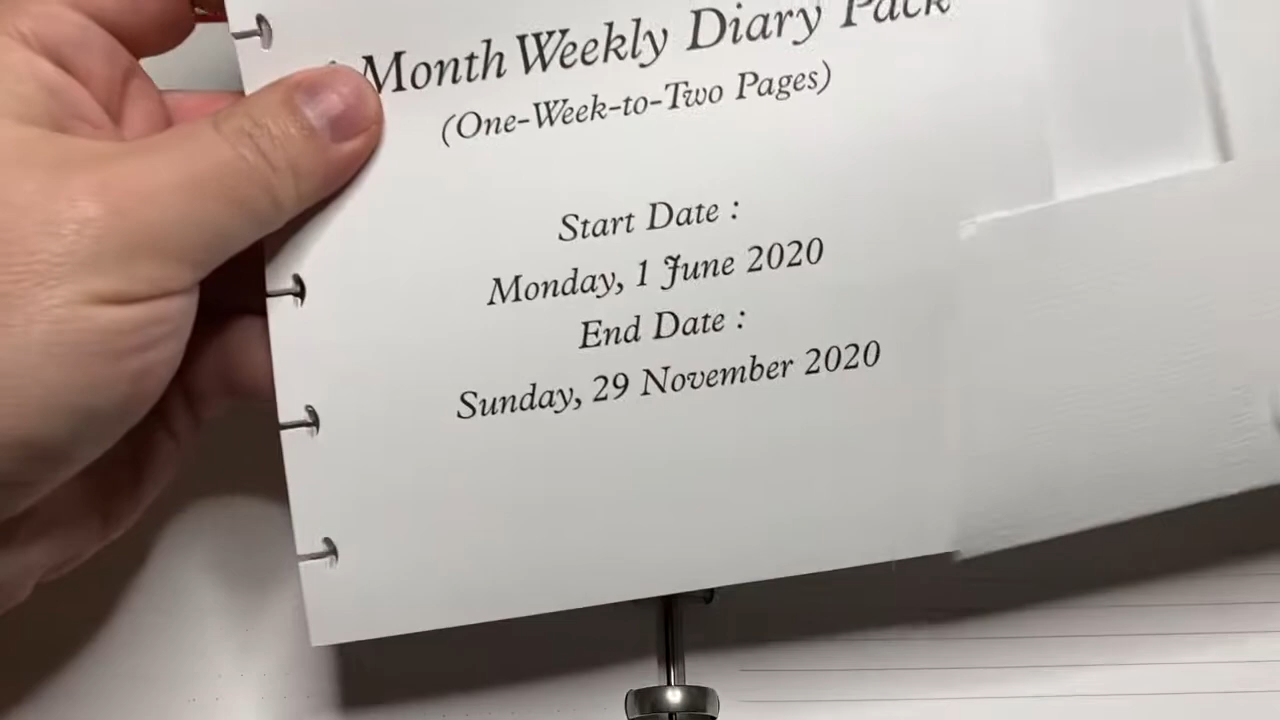 Month Weekly Diary Pack
(One-Week-to-Two Pages)
Start Date :
Monday, 1 June 2020
End Date :
Sunday, 29 November 2020